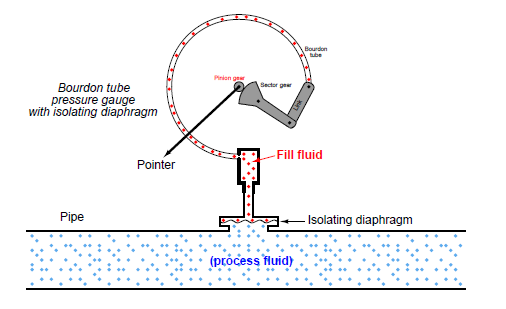 Bourdon
tube
Pinion gear
Sector gear
Link
Bourdon tube
pressure gauge
with isolating diaphragm
Pointer
Fill fluid
Pipe
Isolating diaphragm
(process fluid)